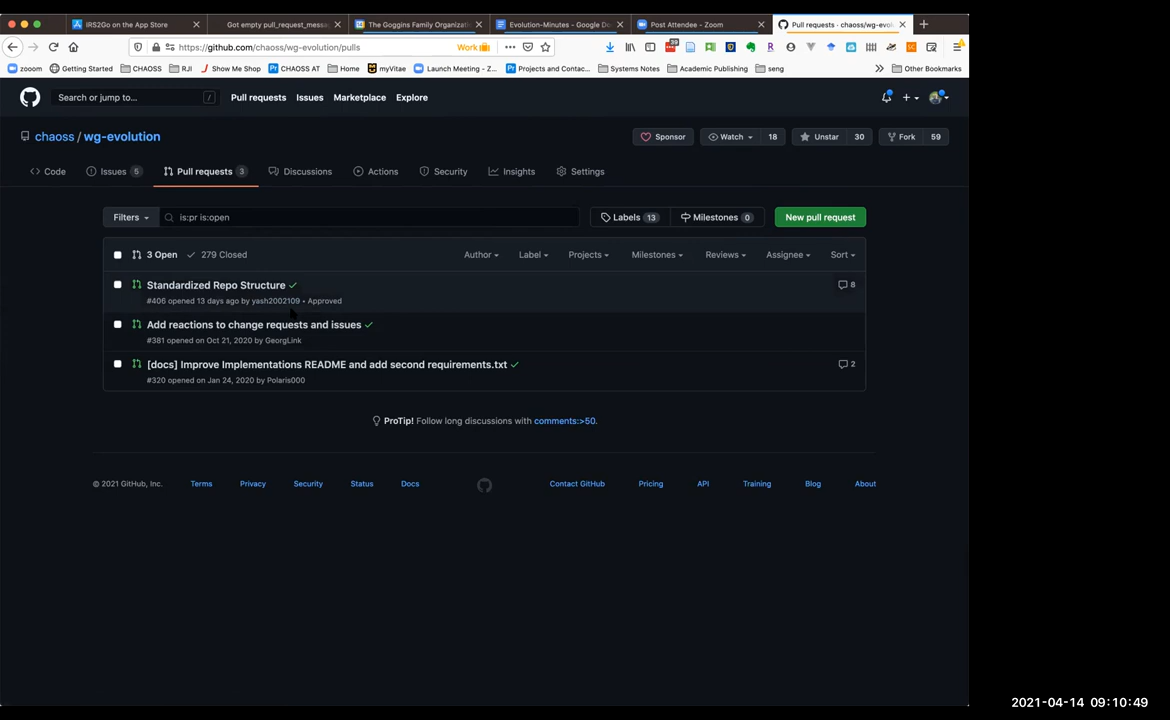 IRS2Go on the App Store
Got empty pull_request_messa
The Goggins Family Organizati
Evolution-Minutes - Google Do
Post Attendee - Zoom
Pull requests · chaoss/wg-evol
https://github.com/chaoss/wg-evolution/pulls
Work
zooom
Getting Started
CHAOSS
RJI
Show Me Shop
CHAOSS AT
Home
myVitae
Launch Meeting - Z...
Projects and Contac...
Systems Notes
Academic Publishing
seng
Other Bookmarks
Search or jump to...
/
Pull requests
Issues
Marketplace
Explore
chaoss / wg-evolution
Sponsor
Watch
18
Unstar
30
Fork
59
Code
Issues 5
Pull requests 3
Discussions
Actions
Security
Insights
Settings
Filters
is:pr is:open
Labels 13
Milestones 0
New pull request
3 Open
279 Closed
Author
Label
Projects
Milestones
Reviews
Assignee
Sort
Standardized Repo Structure
8
#406 opened 13 days ago by yash2002109 • Approved
Add reactions to change requests and issues
#381 opened on Oct 21, 2020 by GeorgLink
[docs] Improve Implementations README and add second requirements.txt
2
#320 opened on Jan 24, 2020 by Polaris000
ProTip! Follow long discussions with comments:>50.
© 2021 GitHub, Inc.
Terms
Privacy
Security
Status
Docs
Contact GitHub
Pricing
API
Training
Blog
About
2021-04-14 09:10:49